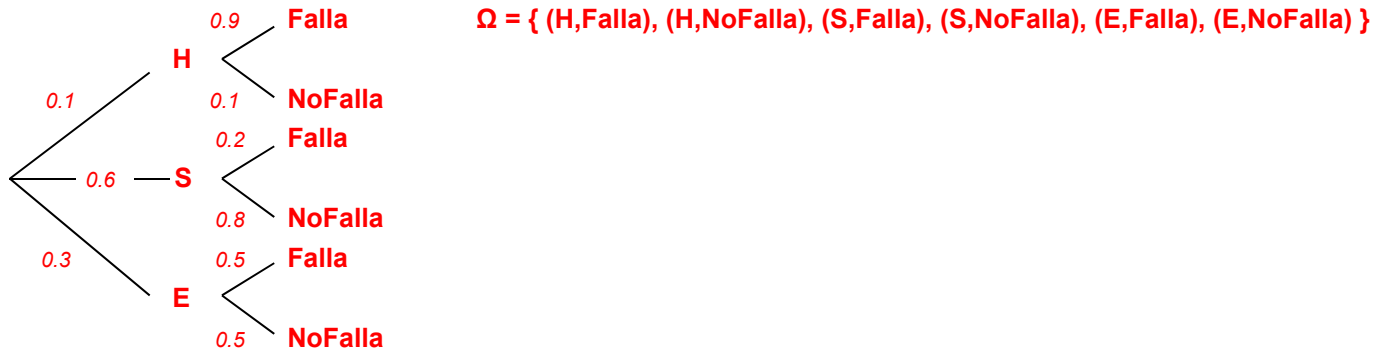 0.9 Falla Ω = { (H,Falla), (H,NoFalla), (S,Falla), (S,NoFalla), (E,Falla), (E,NoFalla) }
H
0.1 0.1 NoFalla
0.2 Falla
0.6 S
0.8 NoFalla
0.3 0.5 Falla
E
0.5 NoFalla